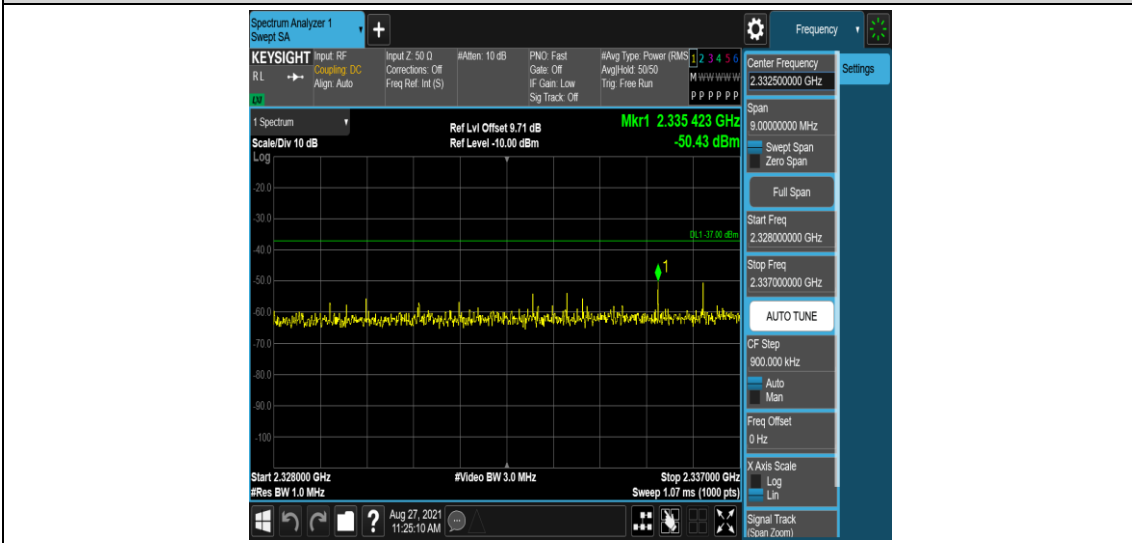 Spectrum Analyzer 1
Swept SA
+
Frequency
KEYSIGHT
RL
LNI
Input: RF
Coupling: DC
Align: Auto
Input Z: 50 Ω
Corrections: Off
Freq Ref: Int (S)
#Atten: 10 dB
PNO: Fast
Gate: Off
IF Gain: Low
Sig Track: Off
#Avg Type: Power (RMS
Avg|Hold: 50/50
Trig: Free Run
1 2 3 4 5 6
M W W W W W
P P P P P P
1 Spectrum
Scale/Div 10 dB
Log
Ref Lvl Offset 9.71 dB
Ref Level -10.00 dBm
Mkr1 2.335 423 GHz
-50.43 dBm
-20.0
-30.0
DL1 -37.00 dBm
-40.0
1
-50.0
-60.0
-70.0
-80.0
-90.0
-100
Start 2.328000 GHz
#Video BW 3.0 MHz
Stop 2.337000 GHz
#Res BW 1.0 MHz
Sweep 1.07 ms (1000 pts)
?
Aug 27, 2021
11:25:10 AM
Center Frequency
2.332500000 GHz
Settings
Span
9.00000000 MHz
Swept Span
Zero Span
Full Span
Start Freq
2.328000000 GHz
Stop Freq
2.337000000 GHz
AUTO TUNE
CF Step
900.000 kHz
Auto
Man
Freq Offset
0 Hz
X Axis Scale
Log
Lin
Signal Track
(Span Zoom)